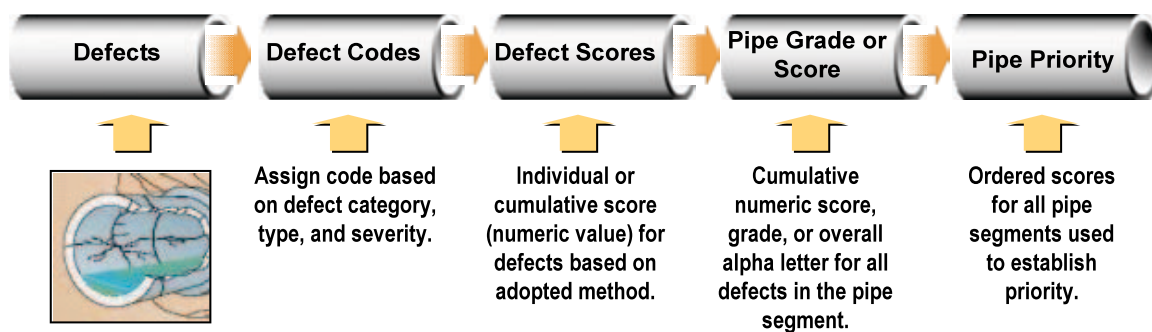 Defects
Defect Codes
Defect Scores
Pipe Grade or
Score
Pipe Priority
Assign code based
on defect category,
type, and severity.
Individual or
cumulative score
(numeric value) for
defects based on
adopted method.
Cumulative
numeric score,
grade, or overall
alpha letter for all
defects in the pipe
segment.
Ordered scores
for all pipe
segments used
to establish
priority.